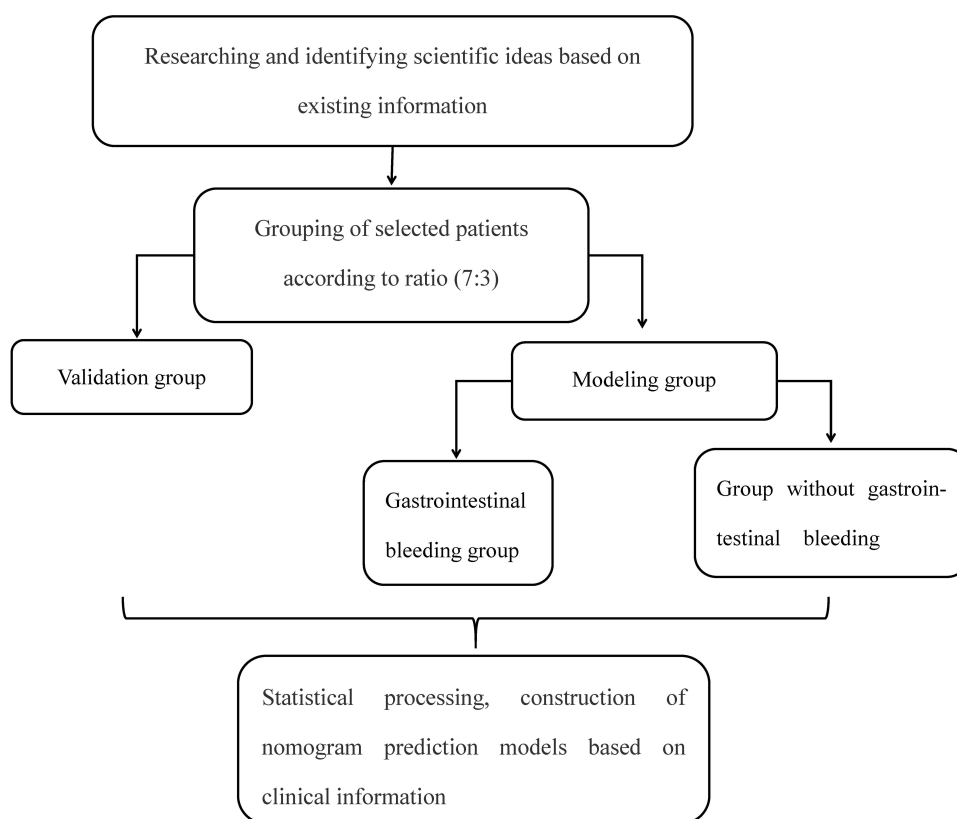 Researching and identifying scientific ideas based on
existing information
Grouping of selected patients
according to ratio (7:3)
Validation group
Modeling group
Gastrointestinal
bleeding group
Group without gastroin-
testinal bleeding
Statistical processing, construction of
nomogram prediction models based on
clinical information